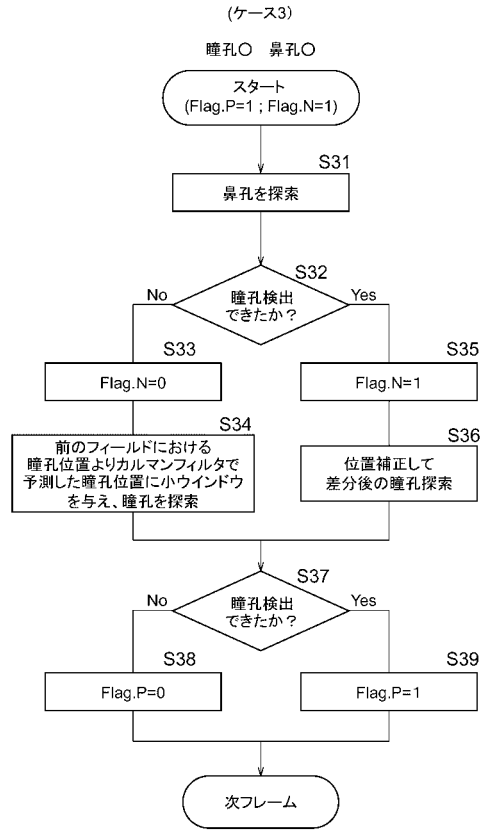 (ケース3)
瞳孔○ 鼻孔○
スタート
(Flag.P=1 ; Flag.N=1)
S31
鼻孔を探索
S32
瞳孔検出
できたか？
No
Yes
S33
Flag.N=0
S35
Flag.N=1
S34
前のフィールドにおける
瞳孔位置よりカルマンフィルタで
予測した瞳孔位置に小ウインドウ
を与え、瞳孔を探索
S36
位置補正して
差分後の瞳孔探索
S37
瞳孔検出
できたか？
No
Yes
S38
Flag.P=0
S39
Flag.P=1
次フレーム